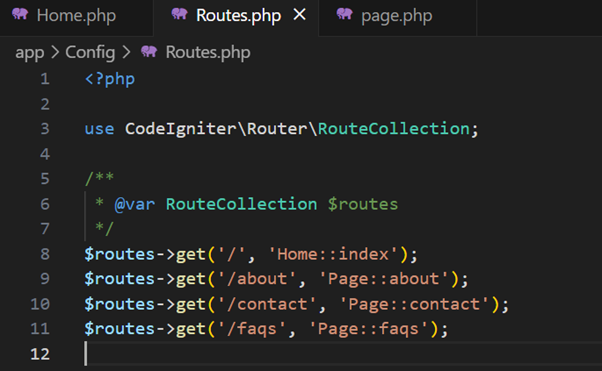 Home.php Routes.php × page.php
app > Config > Routes.php
1 <?php
2
3 use CodeIgniter\Router\RouteCollection;
4
5 /**
6 * @var RouteCollection $routes
7 */
8 $routes->get('/', 'Home::index');
9 $routes->get('/about', 'Page::about');
10 $routes->get('/contact', 'Page::contact');
11 $routes->get('/faqs', 'Page::faqs');
12